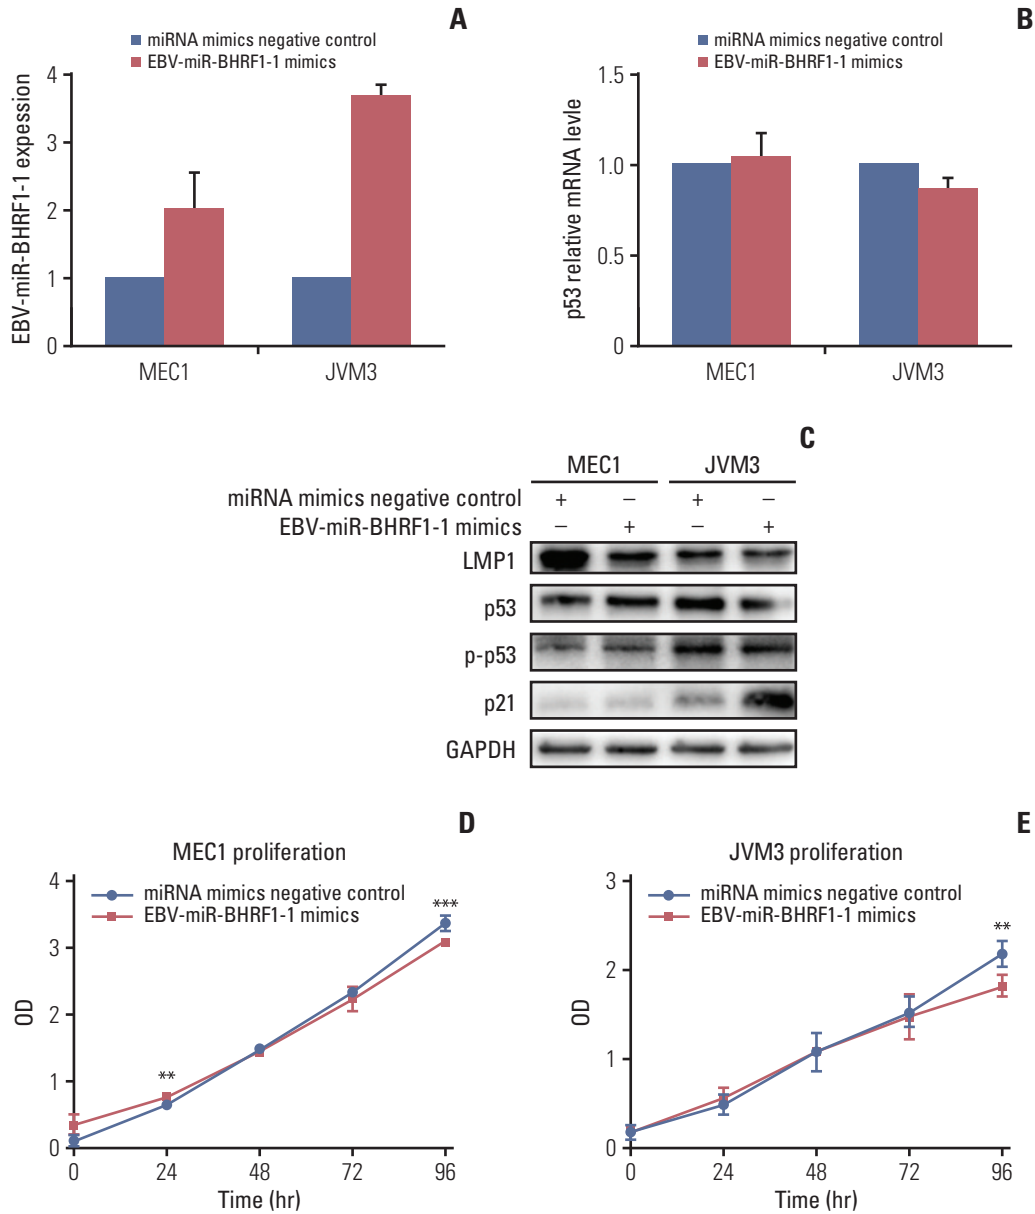 A
miRNA mimics negative control
EBV-miR-BHRF1-1 mimics
EBV-miR-BHRF1-1 expession
4
3
2
1
0
MEC1
JVM3
B
miRNA mimics negative control
EBV-miR-BHRF1-1 mimics
p53 relative mRNA levle
1.5
1.0
0.5
0
MEC1
JVM3
C
MEC1 JVM3
miRNA mimics negative control + − + −
EBV-miR-BHRF1-1 mimics − + − +
LMP1
p53
p-p53
p21
GAPDH
D
MEC1 proliferation
miRNA mimics negative control
EBV-miR-BHRF1-1 mimics
OD
4
3
2
1
0
**
***
0 24 48 72 96
Time (hr)
E
JVM3 proliferation
miRNA mimics negative control
EBV-miR-BHRF1-1 mimics
OD
3
2
1
0
**
0 24 48 72 96
Time (hr)